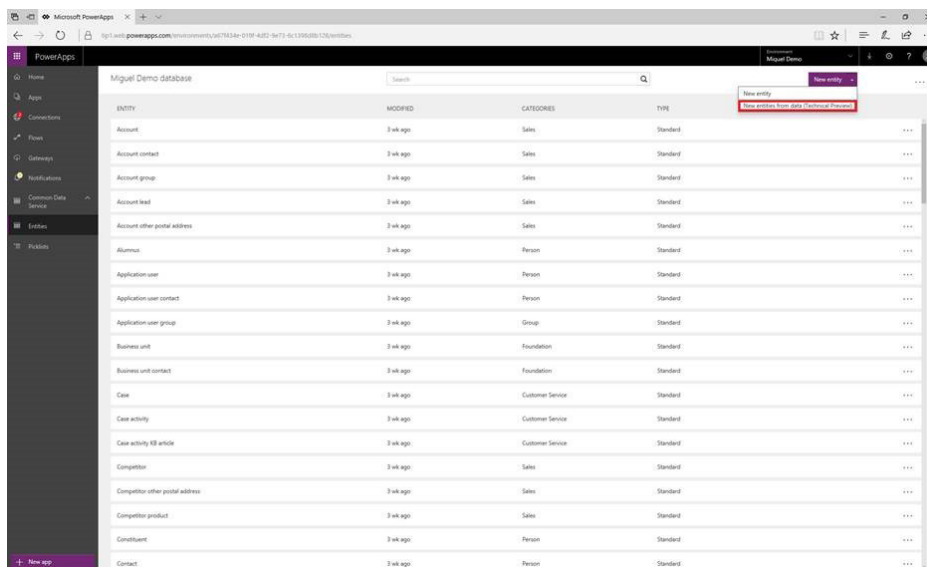 Microsoft PowerApps
PowerApps
Environment
Miguel Demo
Home
Apps
Connections
Flows
Gateways
Notifications
Common Data Service
Entities
Picklists
New app
Miguel Demo database
Search
New entity
New entity
New entities from data (Technical Preview)
ENTITY MODIFIED CATEGORIES TYPE
Account 3 wk ago Sales Standard
Account contact 3 wk ago Sales Standard
Account group 3 wk ago Sales Standard
Account lead 3 wk ago Sales Standard
Account other postal address 3 wk ago Sales Standard
Alumnus 3 wk ago Person Standard
Application user 3 wk ago Person Standard
Application user contact 3 wk ago Person Standard
Application user group 3 wk ago Group Standard
Business unit 3 wk ago Foundation Standard
Business unit contact 3 wk ago Foundation Standard
Case 3 wk ago Customer Service Standard
Case activity 3 wk ago Customer Service Standard
Case activity KB article 3 wk ago Customer Service Standard
Competitor 3 wk ago Sales Standard
Competitor other postal address 3 wk ago Sales Standard
Competitor product 3 wk ago Sales Standard
Constituent 3 wk ago Person Standard
Contact 3 wk ago Person Standard